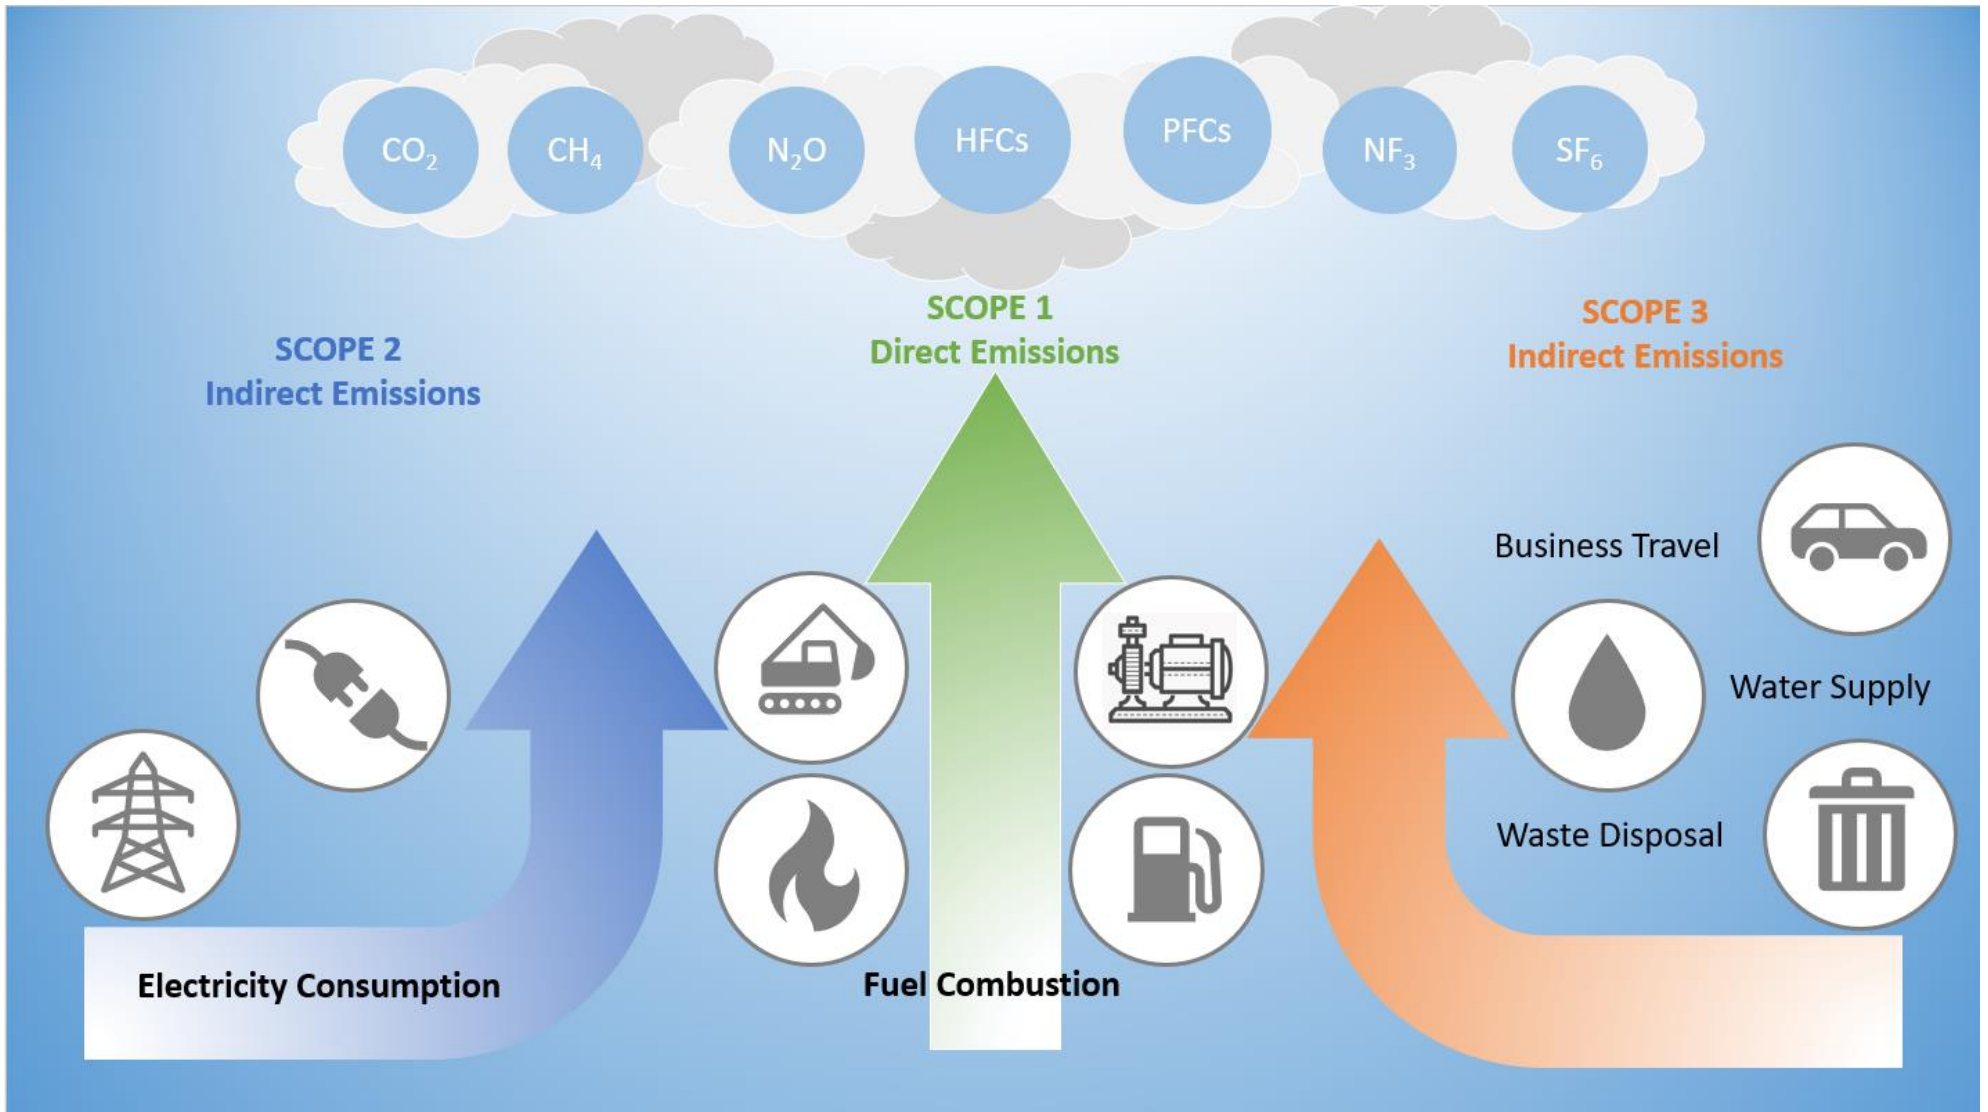 CO₂
CH₄
N₂O
HFCs
PFCs
NF₃
SF₆
SCOPE 2
Indirect Emissions
SCOPE 1
Direct Emissions
SCOPE 3
Indirect Emissions
Business Travel
Water Supply
Waste Disposal
Electricity Consumption
Fuel Combustion